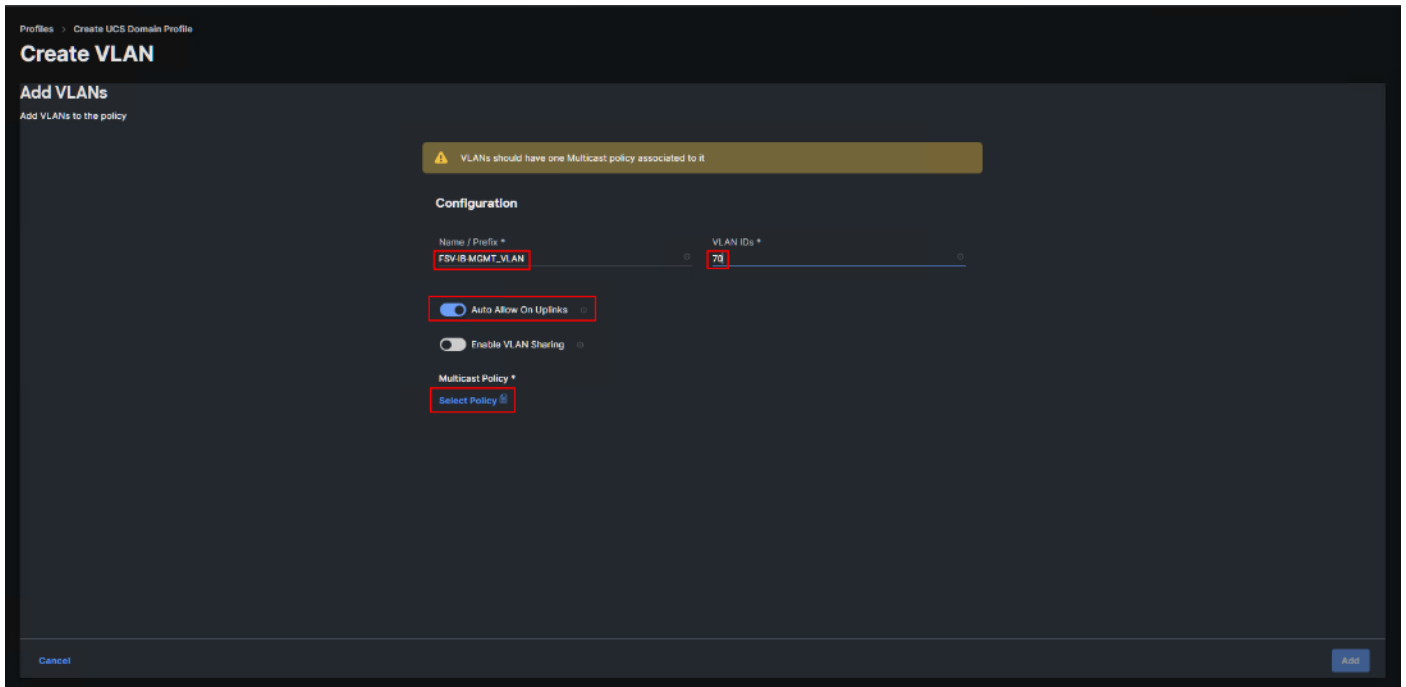 Profiles > Create UCS Domain Profile
Create VLAN
Add VLANs
Add VLANs to the policy
VLANs should have one Multicast policy associated to it
Configuration
Name / Prefix * VLAN IDs *
FSV-IB-MGMT_VLAN 70
Auto Allow On Uplinks
Enable VLAN Sharing
Multicast Policy *
Select Policy
Cancel Add